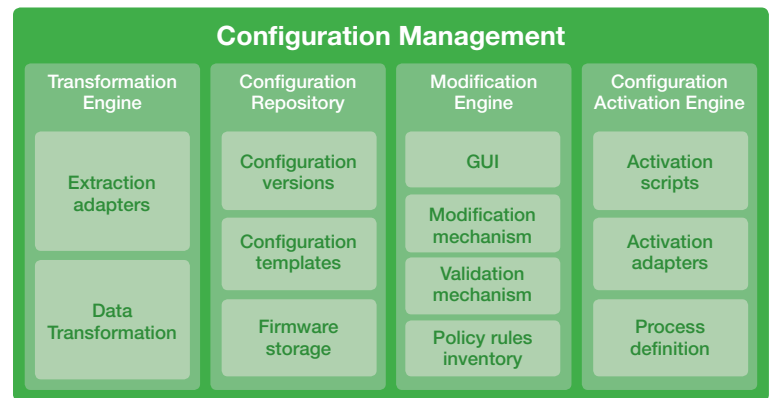 Configuration Management
Transformation
Engine
Extraction
adapters
Data
Transformation
Configuration
Repository
Configuration
versions
Configuration
templates
Firmware
storage
Modification
Engine
GUI
Modification
mechanism
Validation
mechanism
Policy rules
inventory
Configuration
Activation Engine
Activation
scripts
Activation
adapters
Process
definition